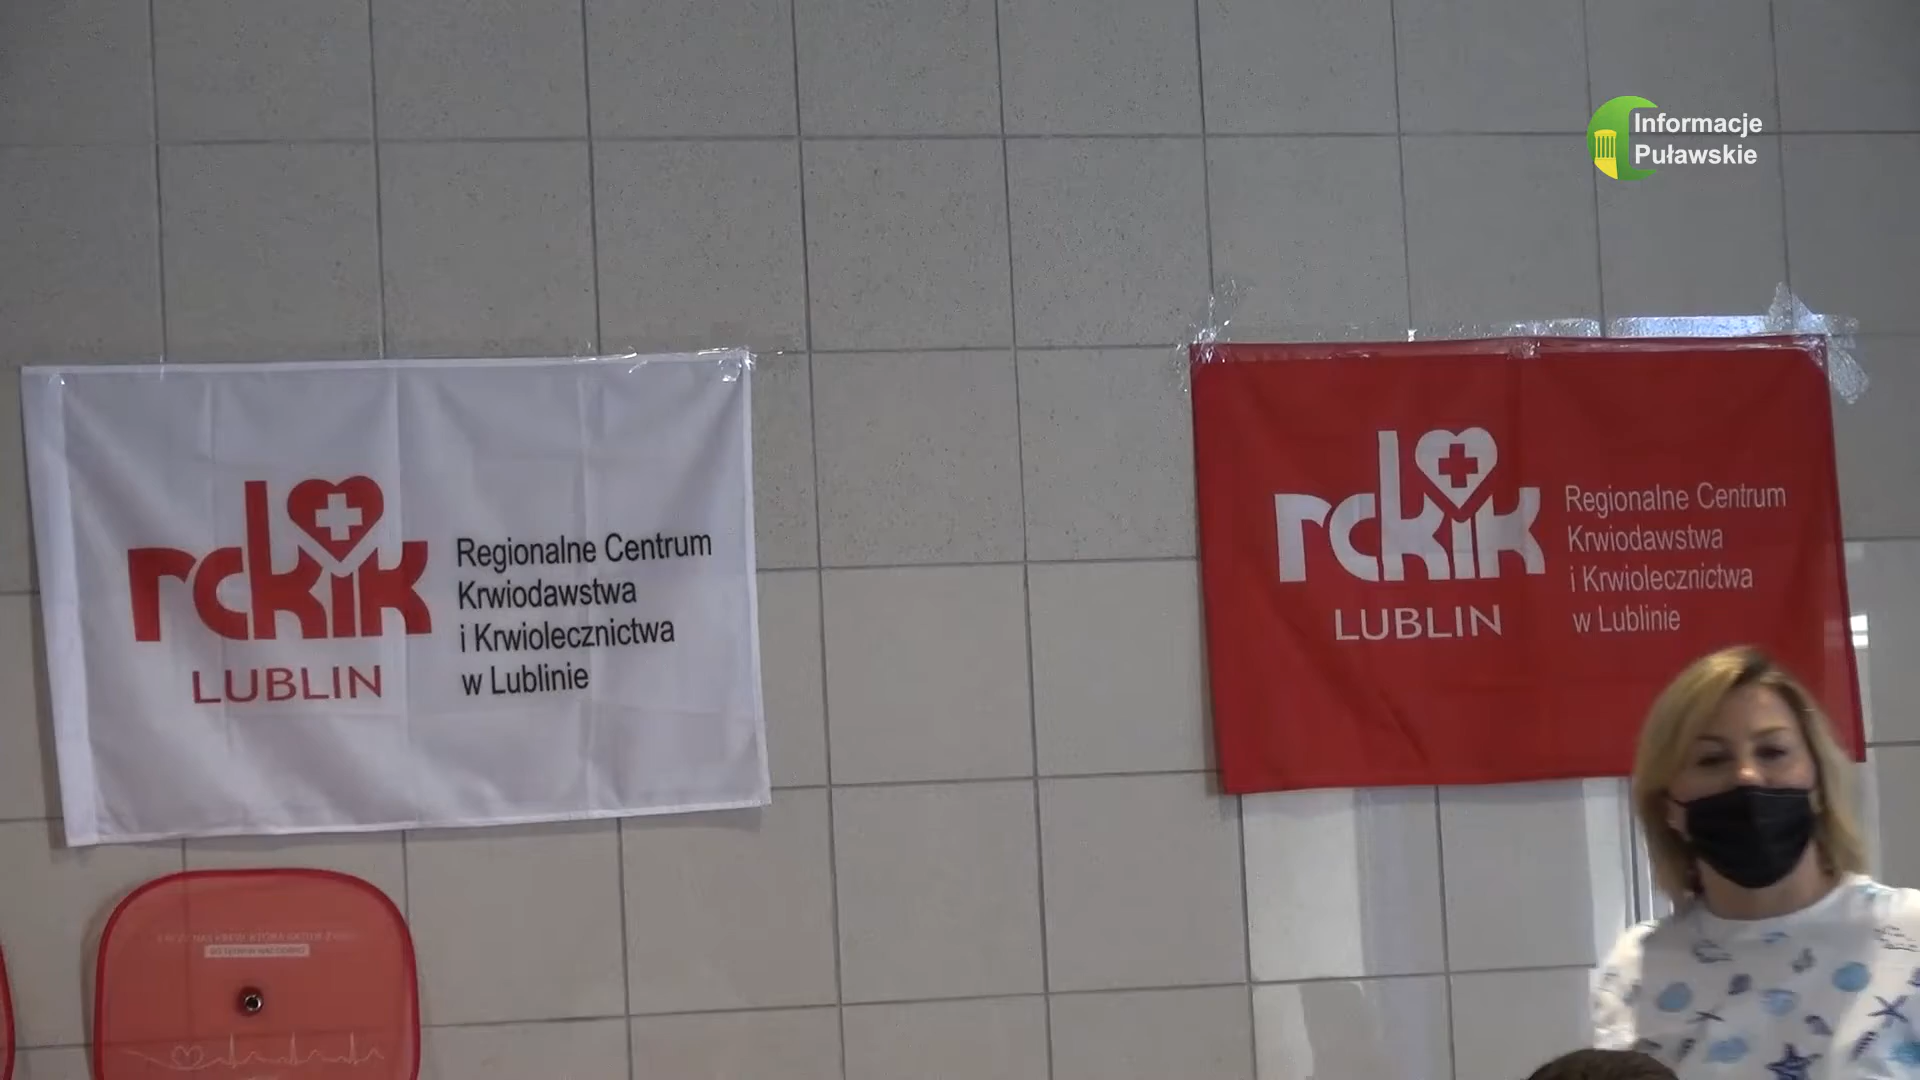 Informacje
Puławskie
rckik
LUBLIN
Regionalne Centrum
Krwiodawstwa
i Krwiolecznictwa
w Lublinie
rckik
LUBLIN
Regionalne Centrum
Krwiodawstwa
i Krwiolecznictwa
w Lublinie